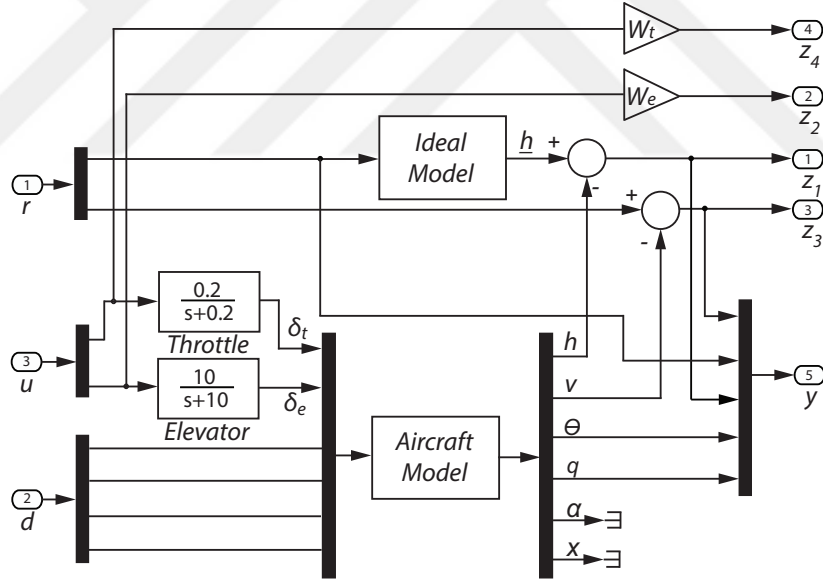 W_t
4
z_4
W_e
2
z_2
1
r
Ideal
Model
h
+
-
1
z_1
+
-
3
z_3
3
u
0.2
s+0.2
Throttle
δ_t
10
s+10
Elevator
δ_e
2
d
Aircraft
Model
h
v
Θ
q
α
x
5
y